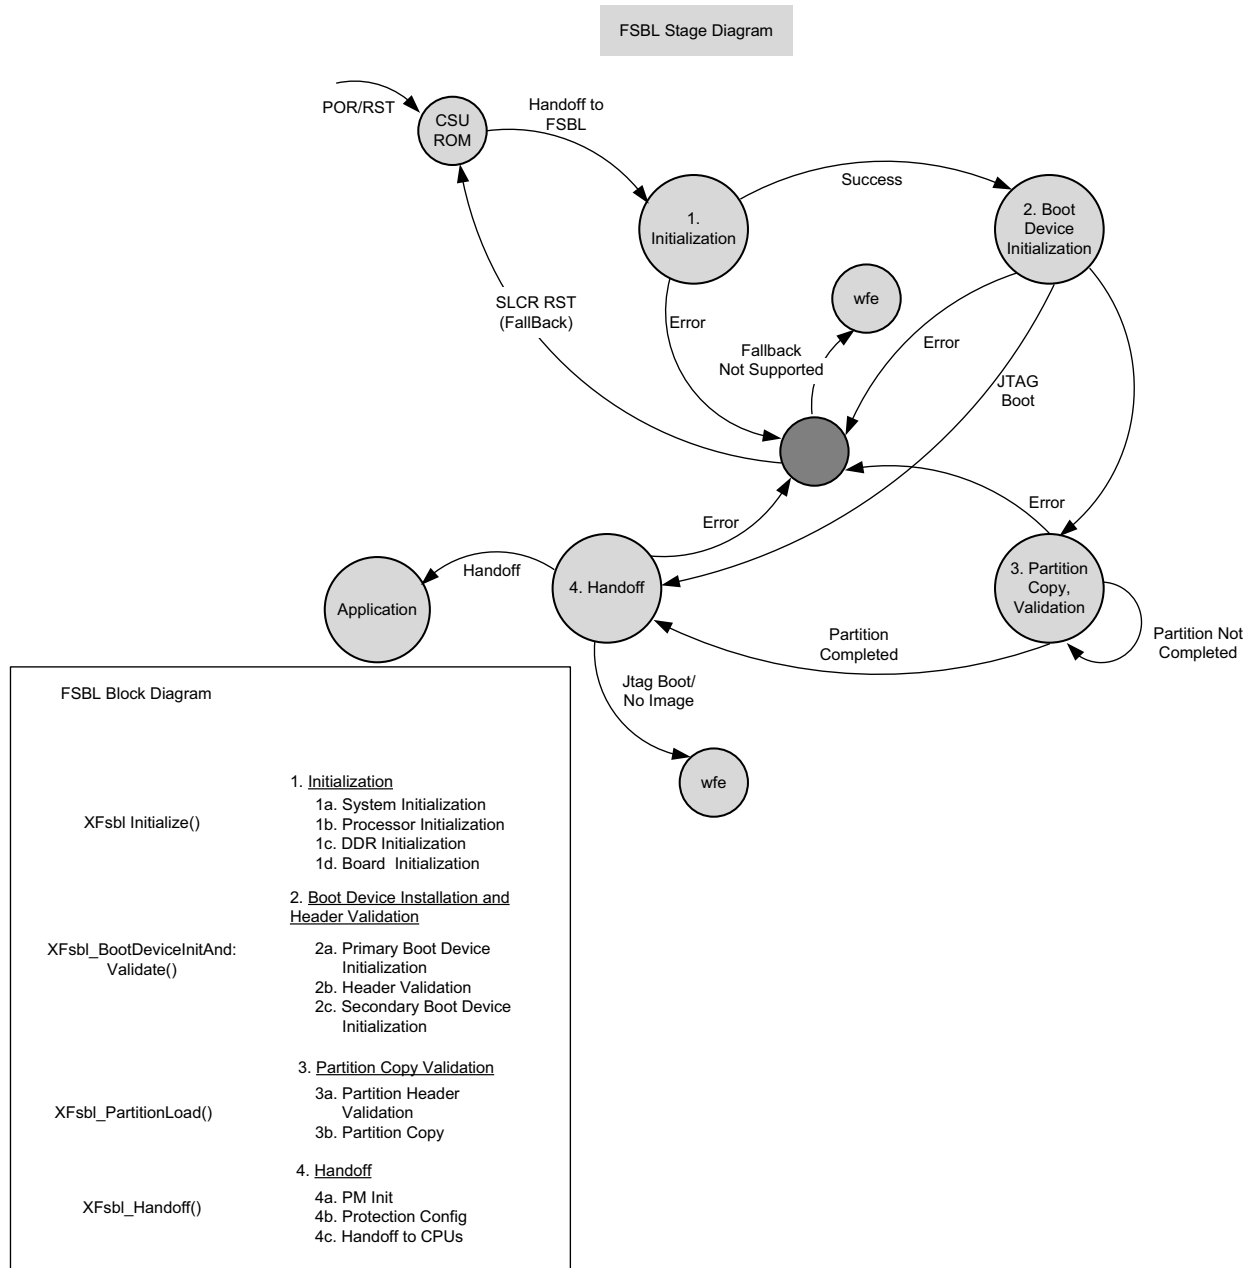 FSBL Stage Diagram
POR/RST
CSU
ROM
Handoff to
FSBL
1.
Initialization
Success
2. Boot
Device
Initialization
SLCR RST
(FallBack)
Error
wfe
Fallback
Not Supported
Error
JTAG
Boot
Error
Error
Application
Handoff
4. Handoff
3. Partition
Copy,
Validation
Partition
Completed
Partition Not
Completed
Jtag Boot/
No Image
wfe
FSBL Block Diagram
XFsbl Initialize()
1. Initialization
1a. System Initialization
1b. Processor Initialization
1c. DDR Initialization
1d. Board  Initialization
XFsbl_BootDeviceInitAnd:
Validate()
2. Boot Device Installation and
Header Validation
2a. Primary Boot Device
Initialization
2b. Header Validation
2c. Secondary Boot Device
Initialization
XFsbl_PartitionLoad()
3. Partition Copy Validation
3a. Partition Header
Validation
3b. Partition Copy
XFsbl_Handoff()
4. Handoff
4a. PM Init
4b. Protection Config
4c. Handoff to CPUs